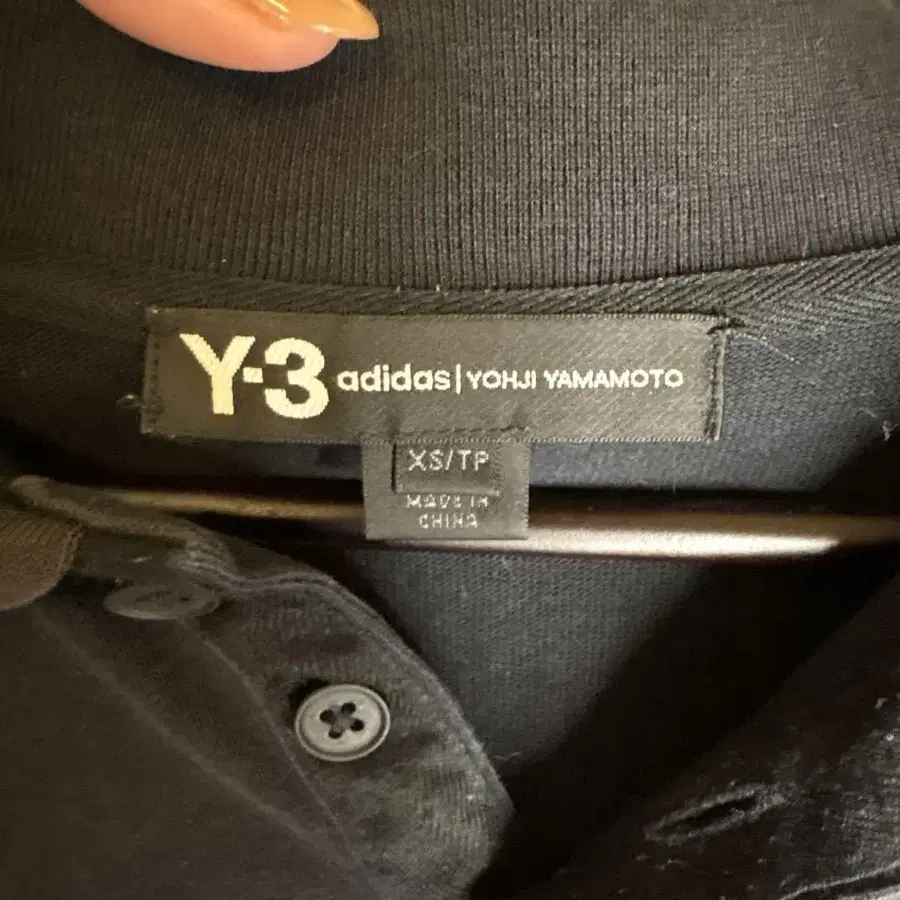 Y-3 adidas | YOHJI YAMAMOTO
XS/TP
MADE IN
CHINA